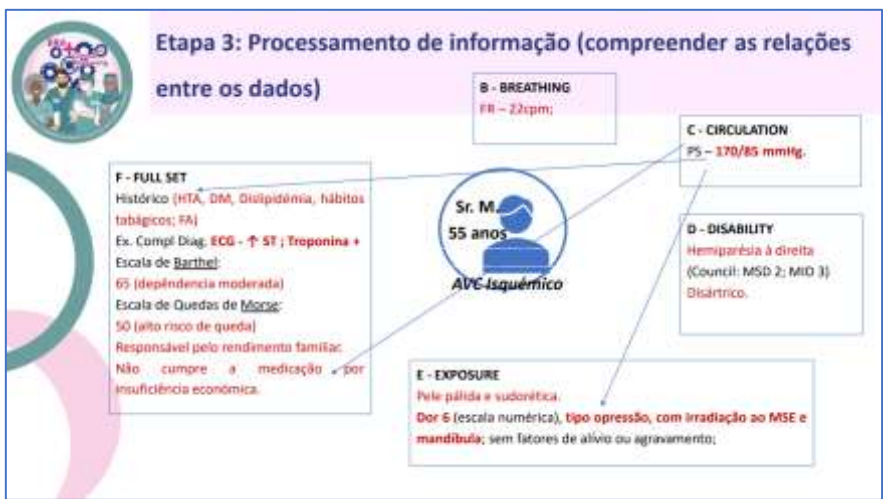 Etapa 3: Processamento de informação (compreender as relações
entre os dados)
B - BREATHING
FR – 22cpm;
C - CIRCULATION
PS – 170/85 mmHg.
F - FULL SET
Histórico (HTA, DM, Dislipidémia, hábitos
tabágicos; FA)
Ex. Compl Diag. ECG - ↑ ST ; Troponina +
Escala de Barthel:
65 (depêndencia moderada)
Escala de Quedas de Morse:
50 (alto risco de queda)
Responsável pelo rendimento familiar.
Não cumpre a medicação por
insuficiência económica.
Sr. M.
55 anos
AVC Isquémico
D - DISABILITY
Hemiparésia à direita
(Council: MSD 2; MID 3)
Disártrico.
E - EXPOSURE
Pele pálida e sudorética.
Dor 6 (escala numérica), tipo opressão, com irradiação ao MSE e
mandíbula; sem fatores de alívio ou agravamento;